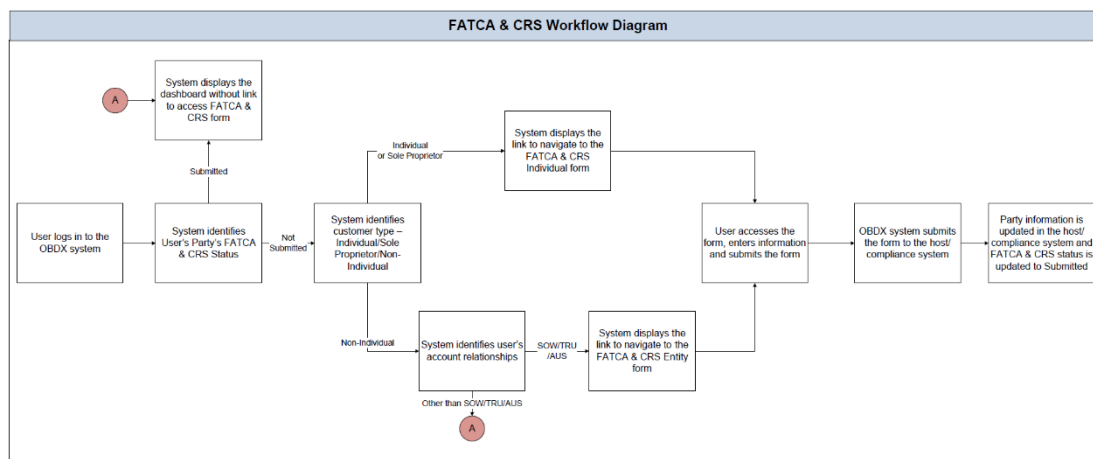 FATCA & CRS Workflow Diagram
System displays the
dashboard without link
to access FATCA &
CRS form
A
Submitted
Individual
or Sole Proprietor
System displays the
link to navigate to the
FATCA & CRS
Individual form
User logs in to the
OBDX system
System identifies
User's Party's FATCA
& CRS Status
Not
Submitted
System identifies
customer type –
Individual/Sole
Proprietor/Non-
Individual
User accesses the
form, enters information
and submits the form
OBDX system submits
the form to the host/
compliance system
Party information is
updated in the host/
compliance system and
FATCA & CRS status is
updated to Submitted
Non-Individual
System identifies user's
account relationships
SOW/TRU
/AUS
System displays the
link to navigate to the
FATCA & CRS Entity
form
Other than SOW/TRU/AUS
A